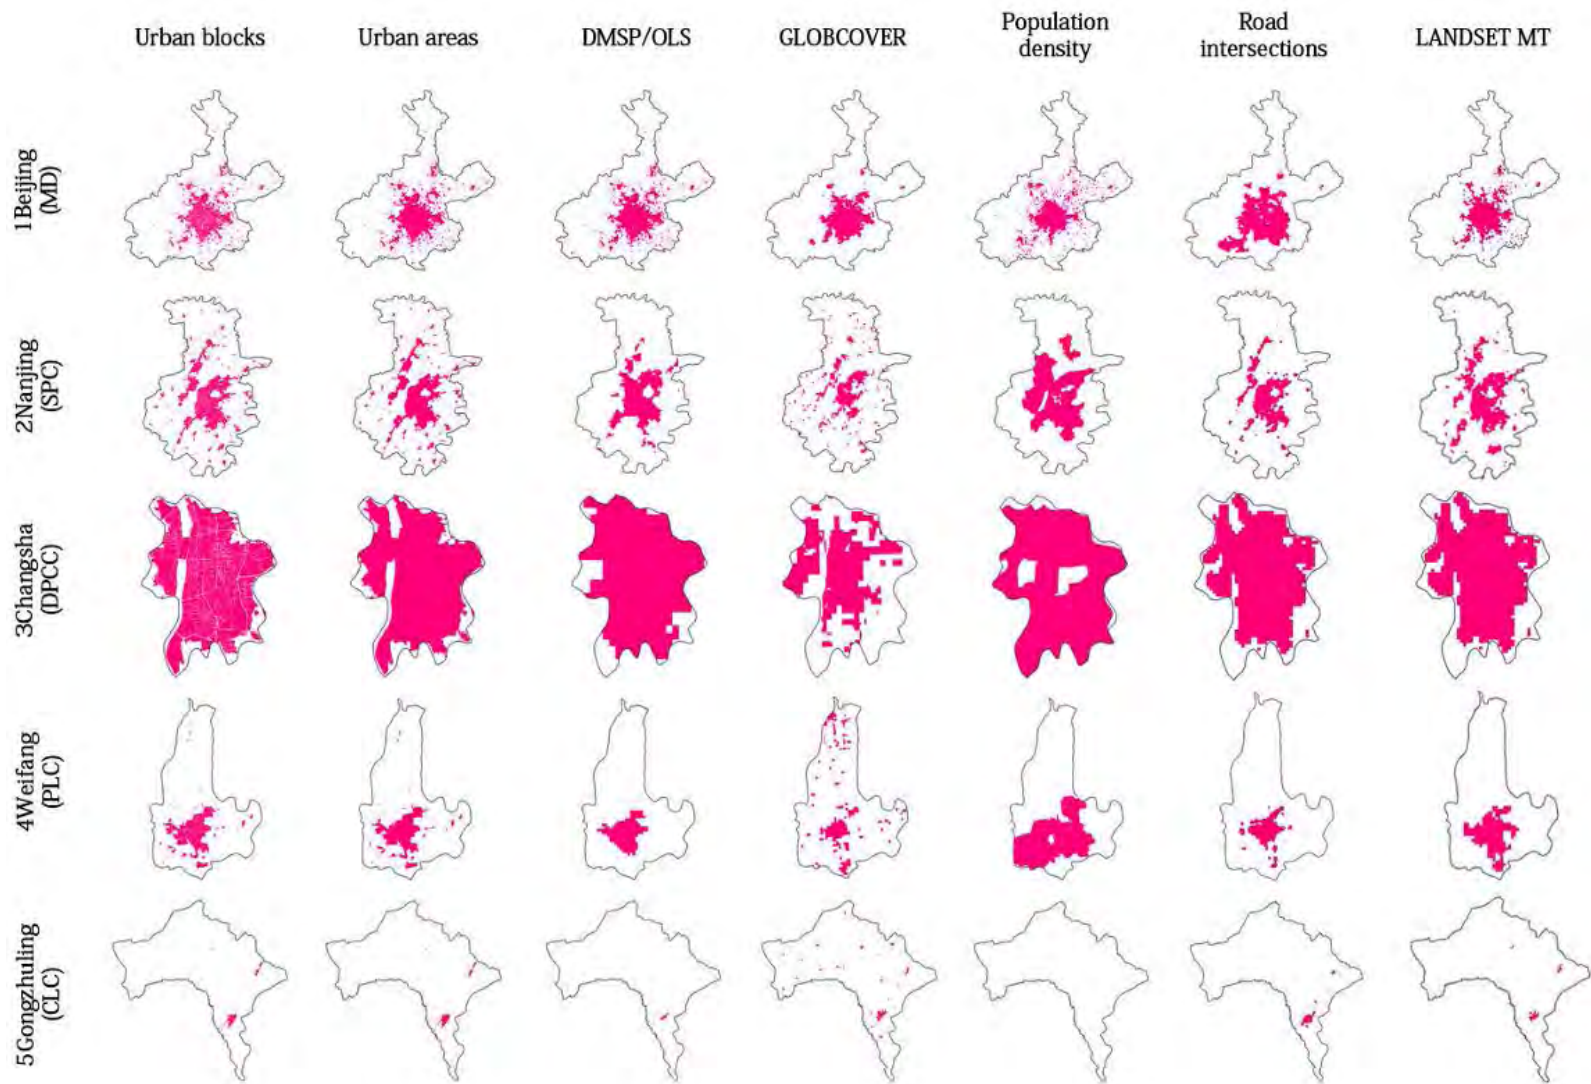 Urban blocks
Urban areas
DMSP/OLS
GLOBCOVER
Population
density
Road
intersections
LANDSET MT
1Beijing
(MD)
2Nanjing
(SPC)
3Changsha
(DPCC)
4Weifang
(PLC)
5Gongzhuling
(CLC)